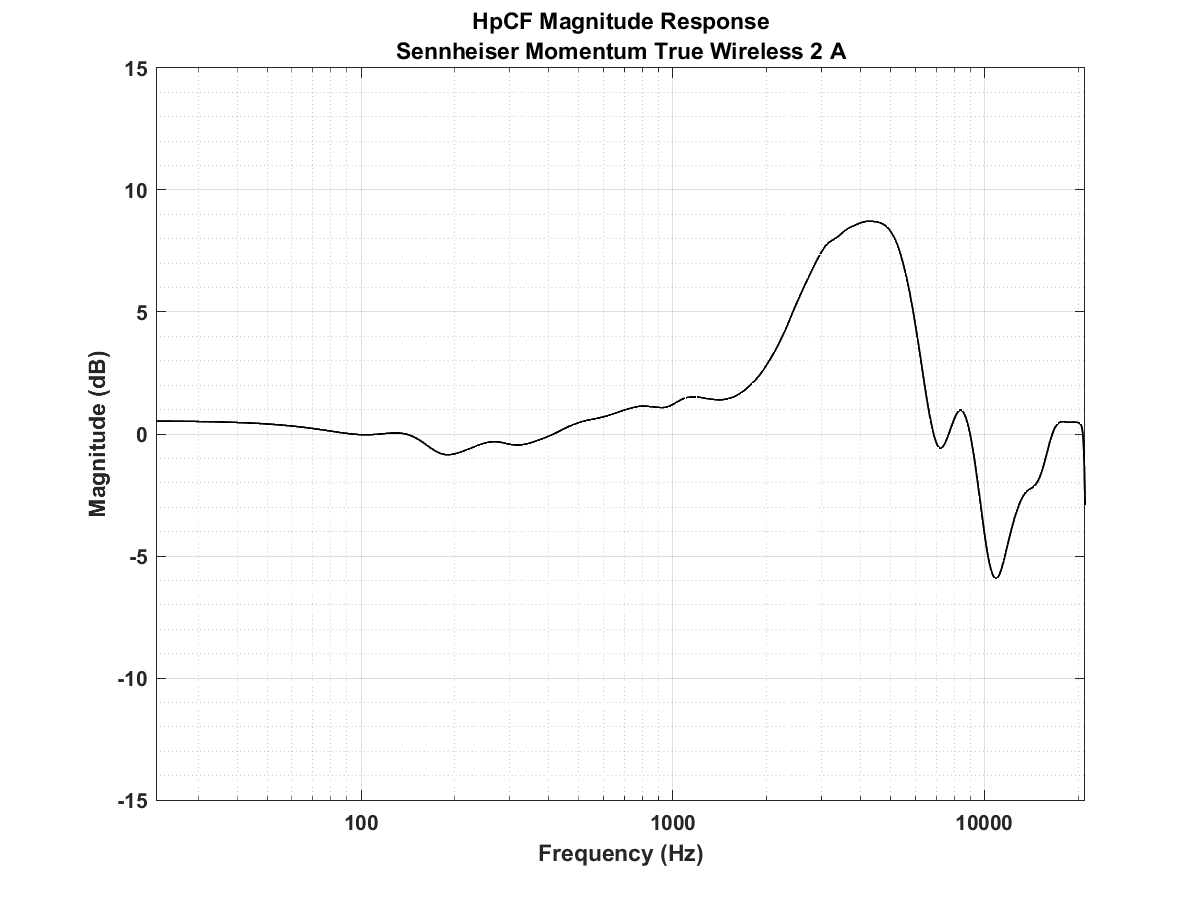 HpCF Magnitude Response
Sennheiser Momentum True Wireless 2 A
15
10
5
0
-5
-10
-15
Magnitude (dB)
100
1000
10000
Frequency (Hz)